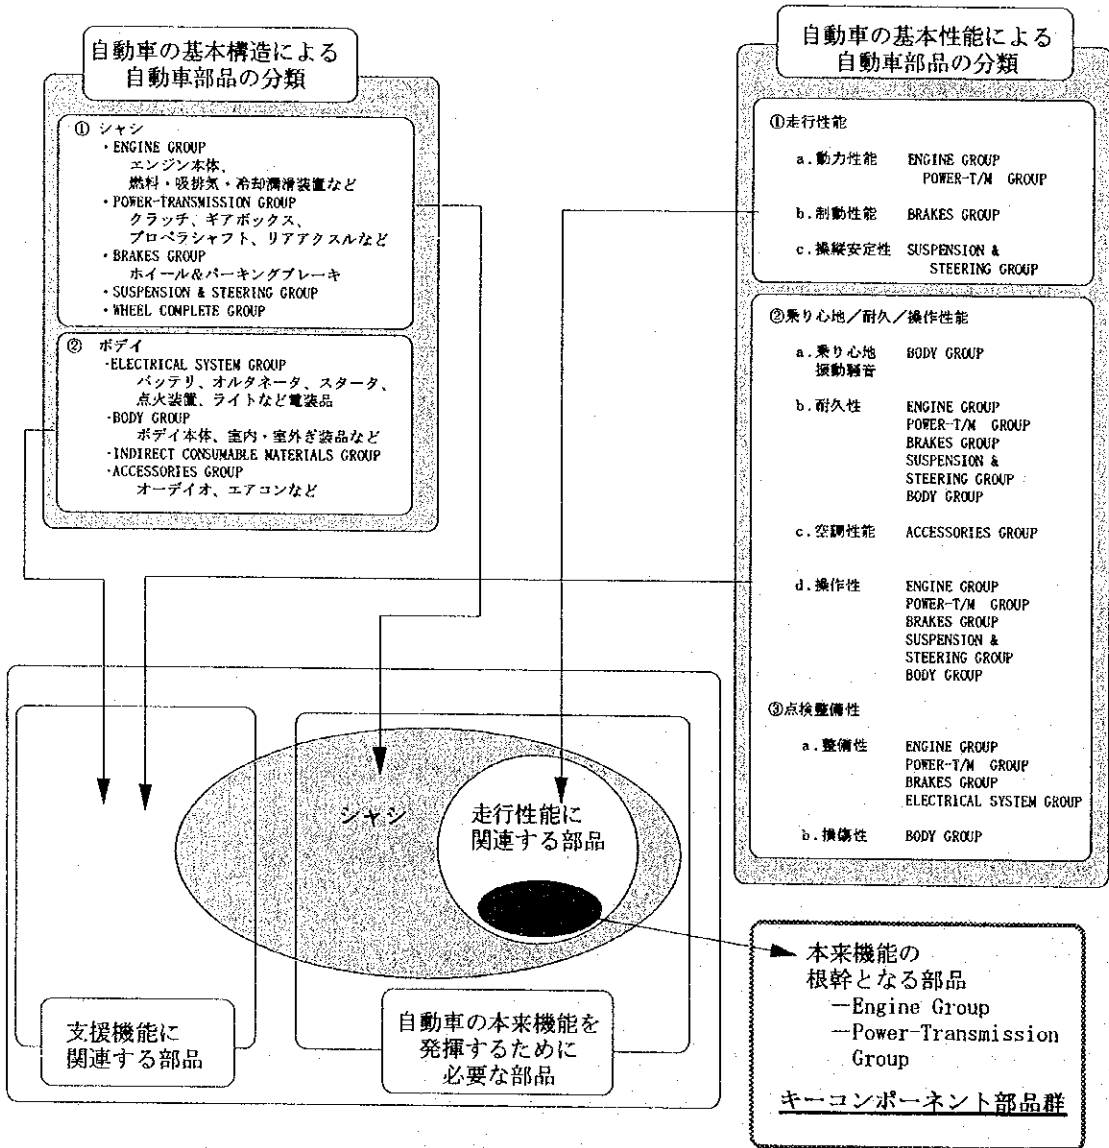 自動車の基本構造による
自動車部品の分類
① シャシ
・ENGINE GROUP
エンジン本体、
燃料・吸排気・冷却潤滑装置など
・POWER-TRANSMISSION GROUP
クラッチ、ギアボックス、
プロペラシャフト、リアアクスルなど
・BRAKES GROUP
ホイール＆パーキングブレーキ
・SUSPENSION & STEERING GROUP
・WHEEL COMPLETE GROUP
② ボデイ
・ELECTRICAL SYSTEM GROUP
バッテリ、オルタネータ、スタータ、
点火装置、ライトなど電装品
・BODY GROUP
ボデイ本体、室内・室外ぎ装品など
・INDIRECT CONSUMABLE MATERIALS GROUP
・ACCESSORIES GROUP
オーデイオ、エアコンなど
自動車の基本性能による
自動車部品の分類
①走行性能
a.動力性能 ENGINE GROUP
POWER-T/M GROUP
b.制動性能 BRAKES GROUP
c.操縦安定性 SUSPENSION &
STEERING GROUP
②乗り心地／耐久／操作性能
a.乗り心地 BODY GROUP
振動騒音
b.耐久性 ENGINE GROUP
POWER-T/M GROUP
BRAKES GROUP
SUSPENSION &
STEERING GROUP
BODY GROUP
c.空調性能 ACCESSORIES GROUP
d.操作性 ENGINE GROUP
POWER-T/M GROUP
BRAKES GROUP
SUSPENSION &
STEERING GROUP
BODY GROUP
③点検整備性
a.整備性 ENGINE GROUP
POWER-T/M GROUP
BRAKES GROUP
ELECTRICAL SYSTEM GROUP
b.損傷性 BODY GROUP
シャシ
走行性能に
関連する部品
支援機能に
関連する部品
自動車の本来機能を
発揮するために
必要な部品
本来機能の
根幹となる部品
—Engine Group
—Power-Transmission
Group
キーコンポーネント部品群